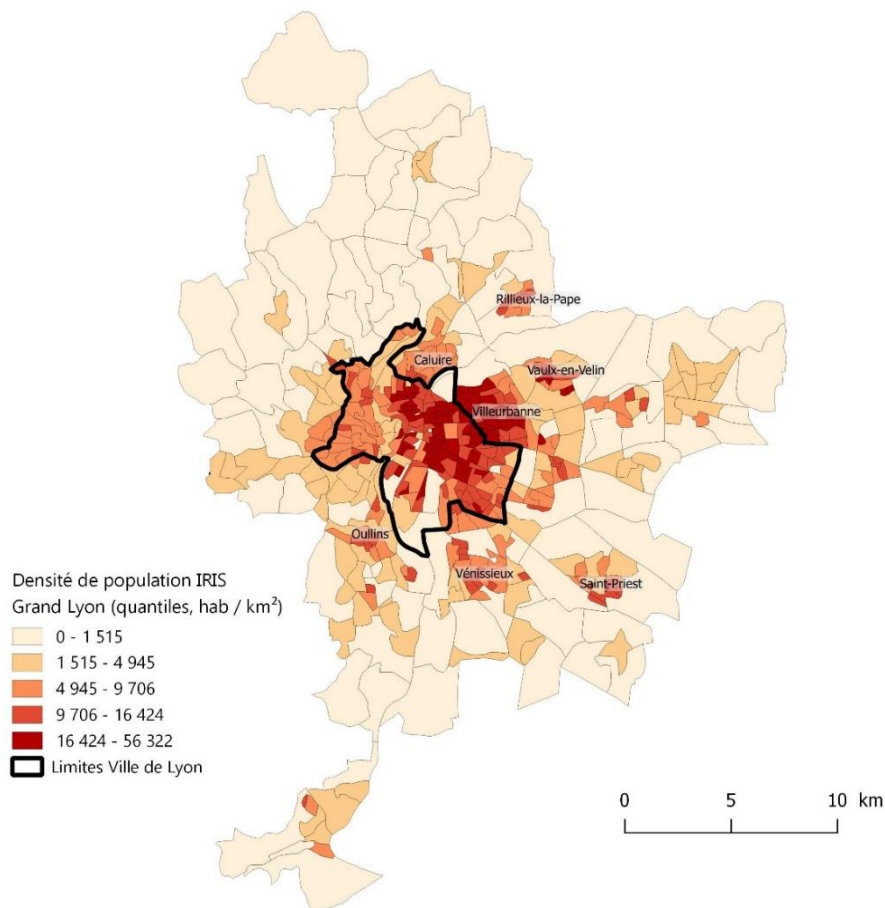 Rillieux-la-Pape
Caluire
Vaulx-en-Velin
Villeurbanne
Oullins
Vénissieux
Saint-Priest
Densité de population IRIS
Grand Lyon (quantiles, hab / km²)
0 - 1 515
1 515 - 4 945
4 945 - 9 706
9 706 - 16 424
16 424 - 56 322
Limites Ville de Lyon
0 5 10 km